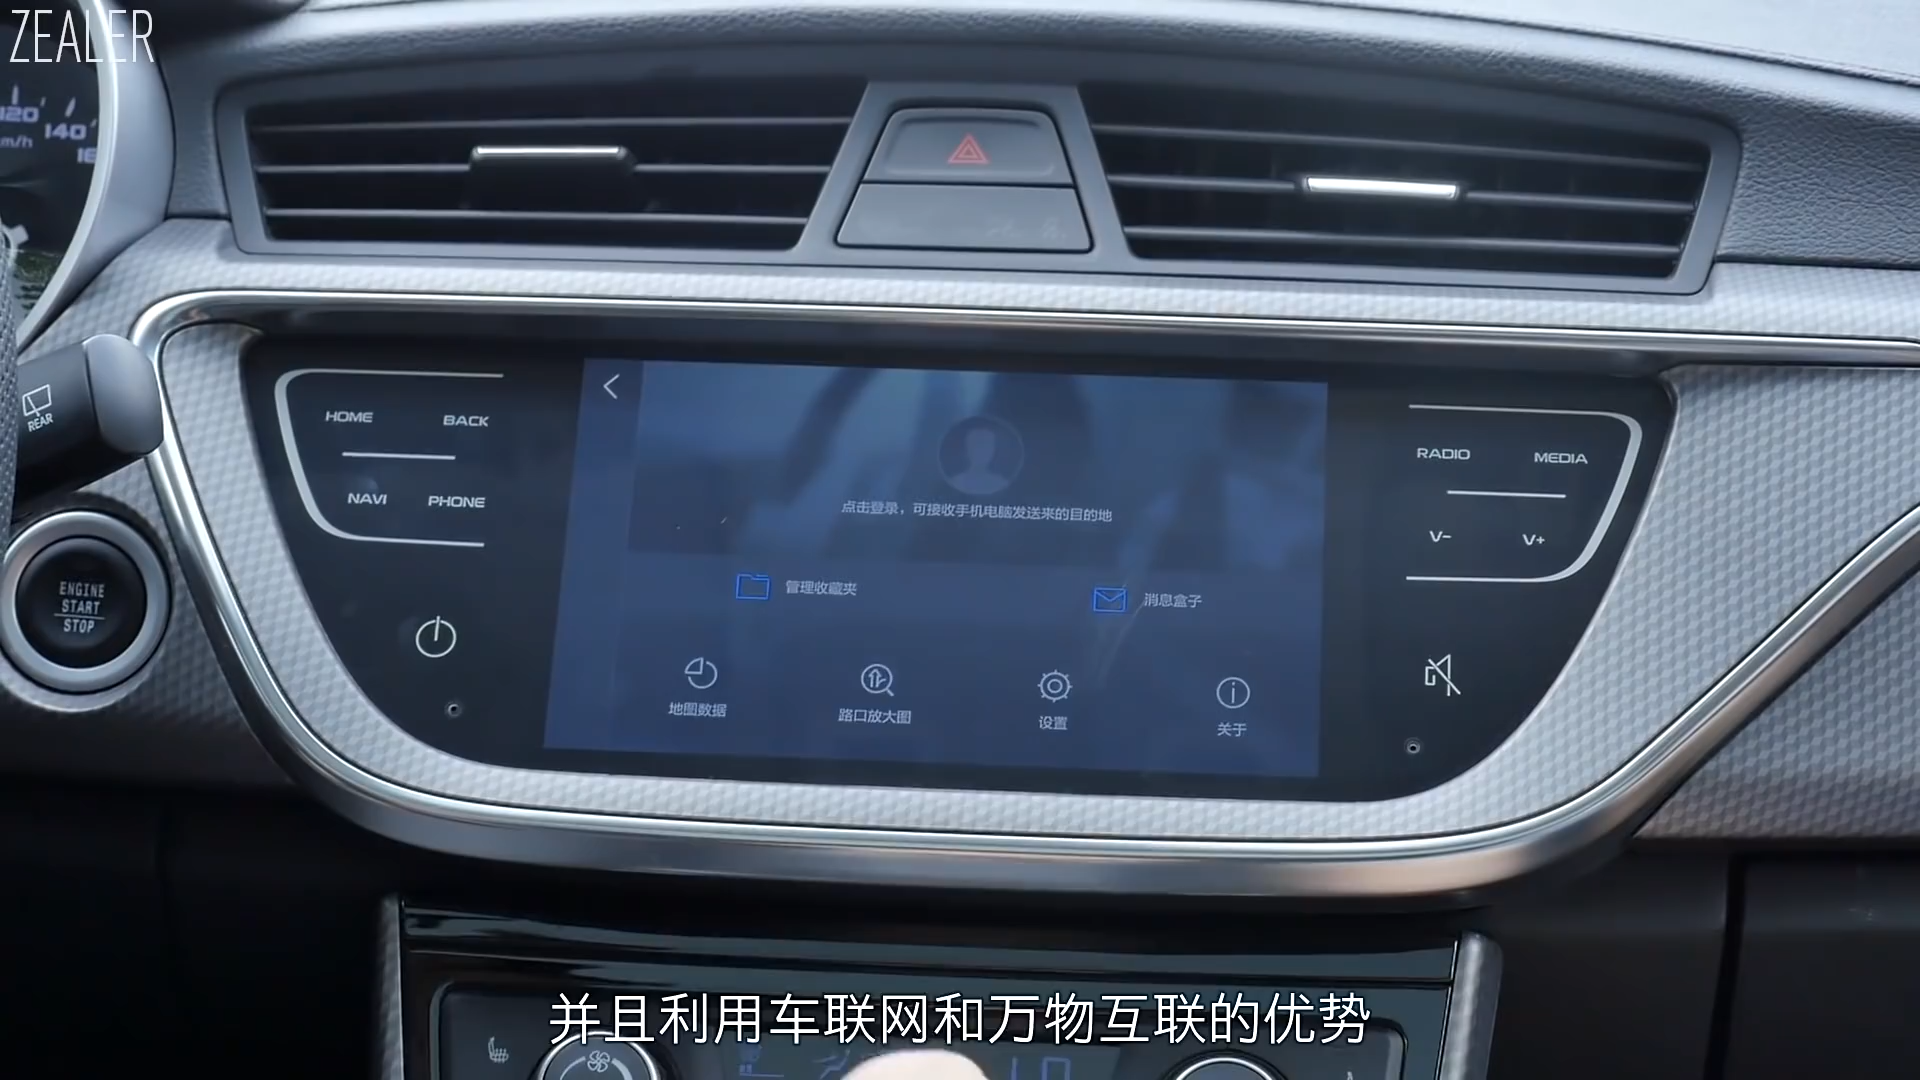 ZEALER
120
140
km/h
16
REAR
HOME
BACK
NAVI
PHONE
ENGINE
START
STOP
点击登录，可接收手机电脑发送来的目的地
管理收藏夹
消息盒子
地图数据
路口放大图
设置
关于
RADIO
MEDIA
V-
V+
并且利用车联网和万物互联的优势